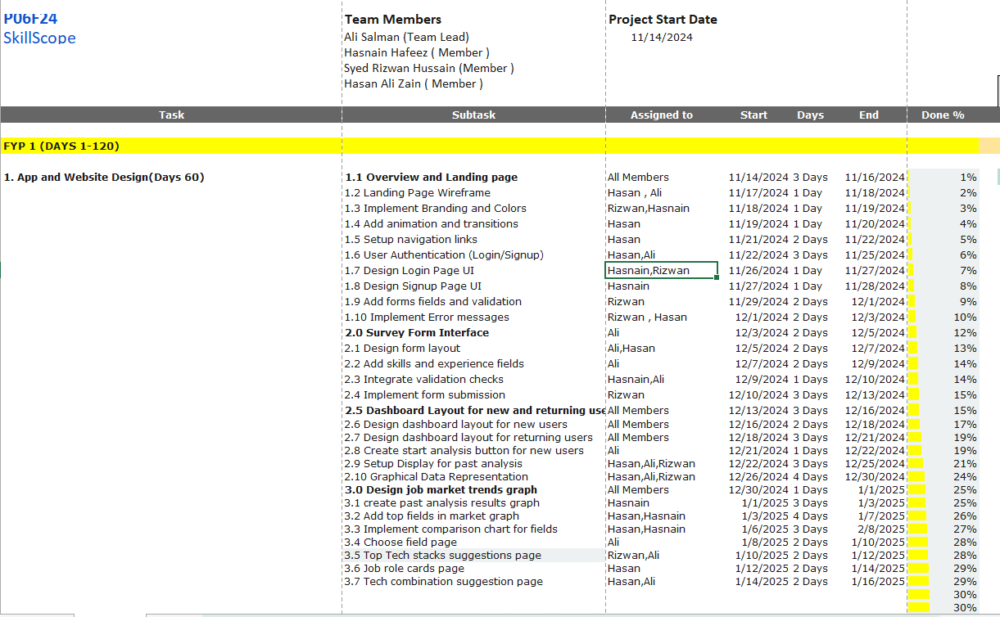 P06F24 Team Members Project Start Date
SkillScope Ali Salman (Team Lead) 11/14/2024
Hasnain Hafeez ( Member )
Syed Rizwan Hussain (Member )
Hasan Ali Zain ( Member )
Task Subtask Assigned to Start Days End Done %
FYP 1 (DAYS 1-120)
1. App and Website Design(Days 60) 1.1 Overview and Landing page All Members 11/14/2024 3 Days 11/16/2024 1%
1.2 Landing Page Wireframe Hasan , Ali 11/17/2024 1 Day 11/18/2024 2%
1.3 Implement Branding and Colors Rizwan,Hasnain 11/18/2024 1 Day 11/19/2024 3%
1.4 Add animation and transitions Hasan 11/19/2024 1 Day 11/20/2024 4%
1.5 Setup navigation links Hasan 11/21/2024 2 Days 11/22/2024 5%
1.6 User Authentication (Login/Signup) Hasan,Ali 11/22/2024 3 Days 11/25/2024 6%
1.7 Design Login Page UI Hasnain,Rizwan 11/26/2024 1 Day 11/27/2024 7%
1.8 Design Signup Page UI Hasnain 11/27/2024 1 Day 11/28/2024 8%
1.9 Add forms fields and validation Rizwan 11/29/2024 2 Days 12/1/2024 9%
1.10 Implement Error messages Rizwan , Hasan 12/1/2024 2 Days 12/3/2024 10%
2.0 Survey Form Interface Ali 12/3/2024 2 Days 12/5/2024 12%
2.1 Design form layout Ali,Hasan 12/5/2024 2 Days 12/7/2024 13%
2.2 Add skills and experience fields Ali 12/7/2024 2 Days 12/9/2024 14%
2.3 Integrate validation checks Hasnain,Ali 12/9/2024 1 Days 12/10/2024 14%
2.4 Implement form submission Rizwan 12/10/2024 3 Days 12/13/2024 15%
2.5 Dashboard Layout for new and returning use All Members 12/13/2024 3 Days 12/16/2024 15%
2.6 Design dashboard layout for new users All Members 12/16/2024 2 Days 12/18/2024 17%
2.7 Design dashboard layout for returning users All Members 12/18/2024 3 Days 12/21/2024 19%
2.8 Create start analysis button for new users Ali 12/21/2024 1 Days 12/22/2024 19%
2.9 Setup Display for past analysis Hasan,Ali,Rizwan 12/22/2024 3 Days 12/25/2024 21%
2.10 Graphical Data Representation Hasan,Ali,Rizwan 12/26/2024 4 Days 12/30/2024 24%
3.0 Design job market trends graph All Members 12/30/2024 1 Days 1/1/2025 25%
3.1 create past analysis results graph Hasnain 1/1/2025 3 Days 1/3/2025 25%
3.2 Add top fields in market graph Hasan,Hasnain 1/3/2025 4 Days 1/7/2025 26%
3.3 Implement comparison chart for fields Hasan,Hasnain 1/6/2025 3 Days 2/8/2025 27%
3.4 Choose field page Ali 1/8/2025 2 Days 1/10/2025 28%
3.5 Top Tech stacks suggestions page Rizwan,Ali 1/10/2025 2 Days 1/12/2025 28%
3.6 Job role cards page Hasan 1/12/2025 2 Days 1/14/2025 29%
3.7 Tech combination suggestion page Hasan,Ali 1/14/2025 2 Days 1/16/2025 29%
30%
30%